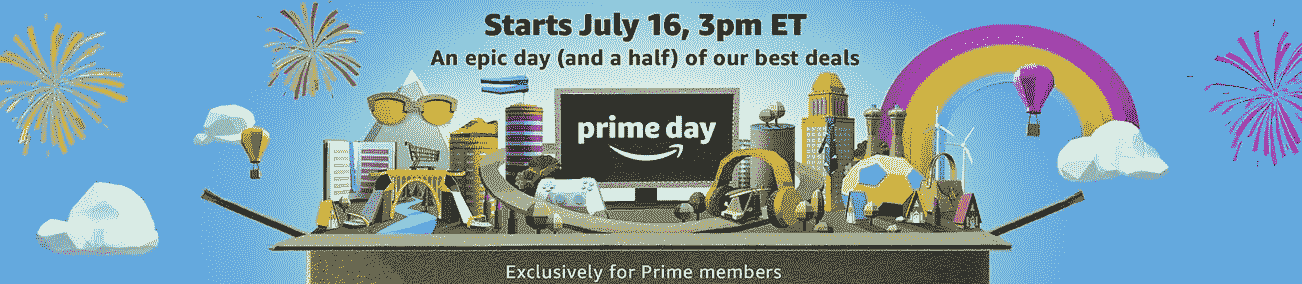 Starts July 16, 3pm ET
An epic day (and a half) of our best deals
prime day
Exclusively for Prime members